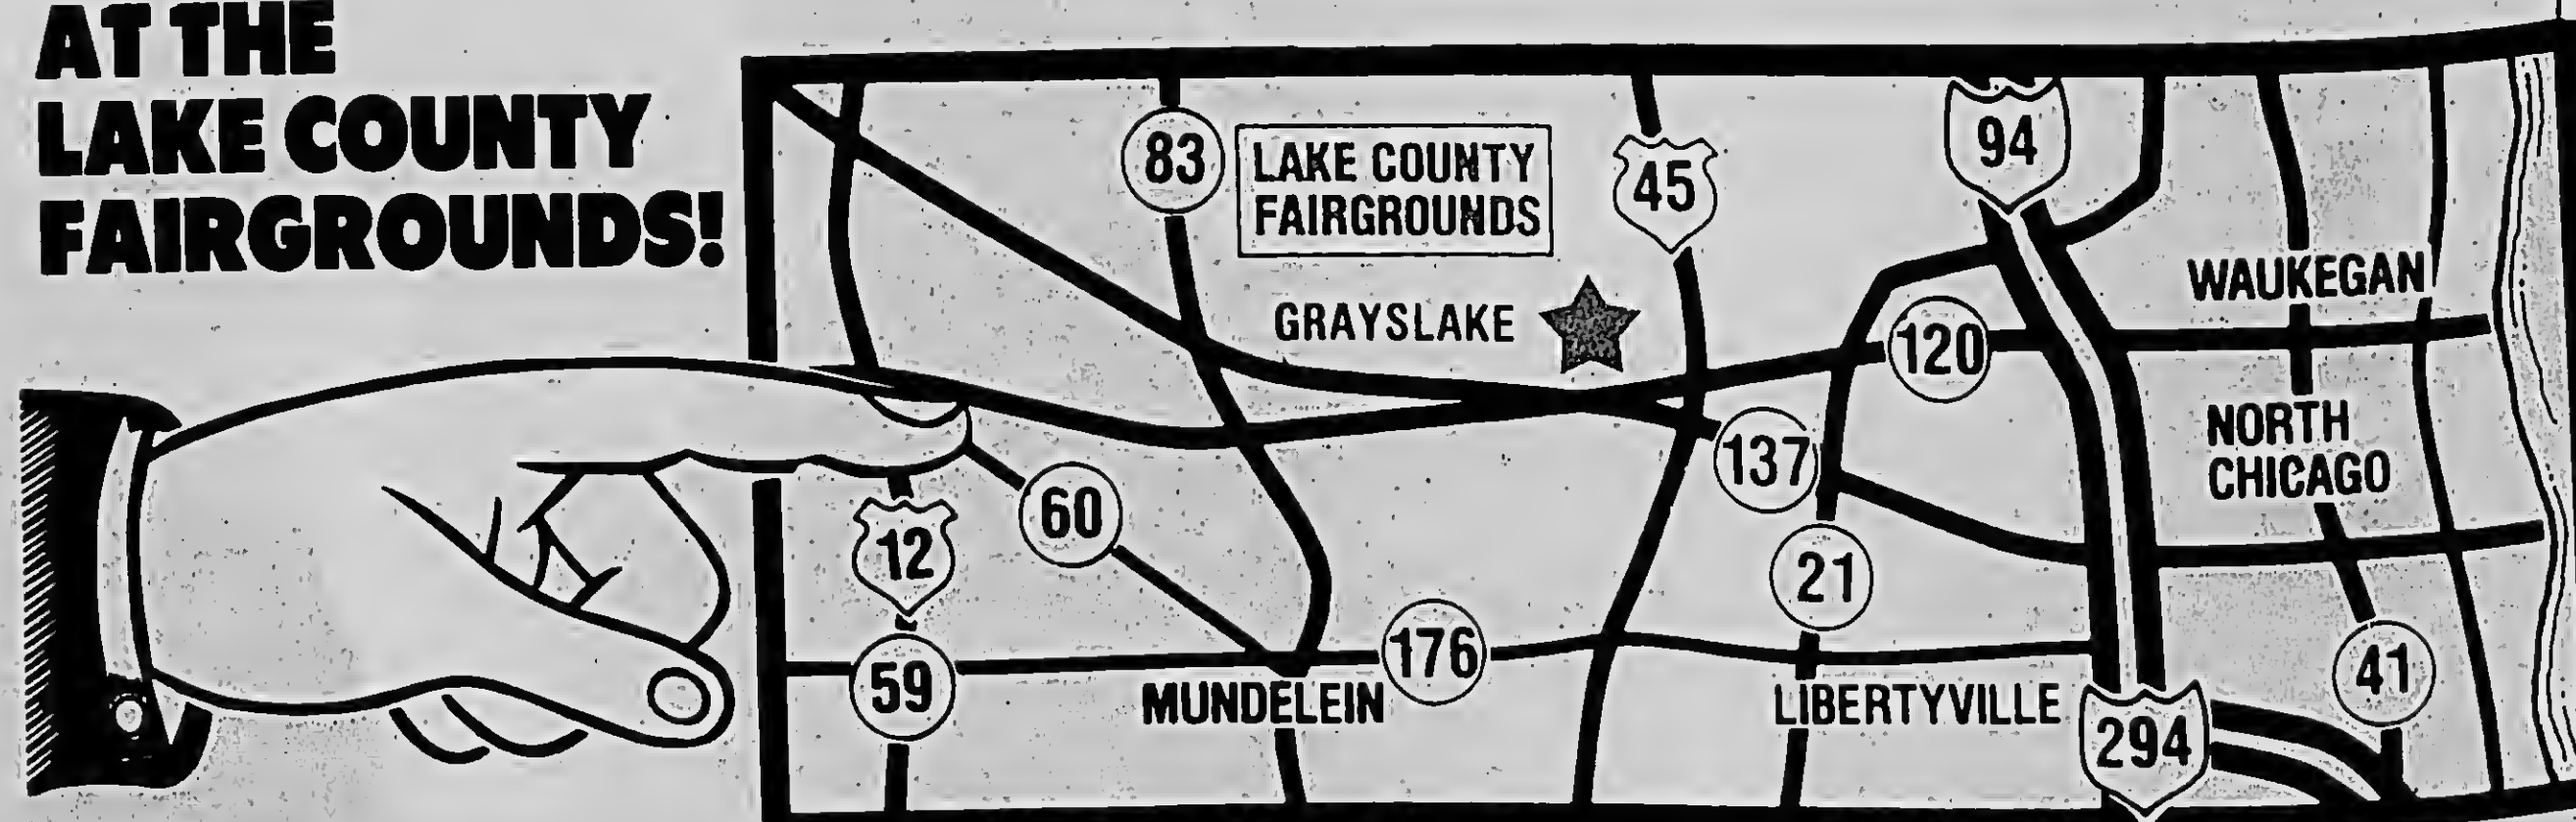 AT THE
LAKE COUNTY
FAIRGROUNDS!
83
LAKE COUNTY
FAIRGROUNDS
45
94
GRAYSLAKE
WAUKEGAN
120
137
NORTH
CHICAGO
60
12
21
176
59
41
MUNDELEIN
LIBERTYVILLE
294